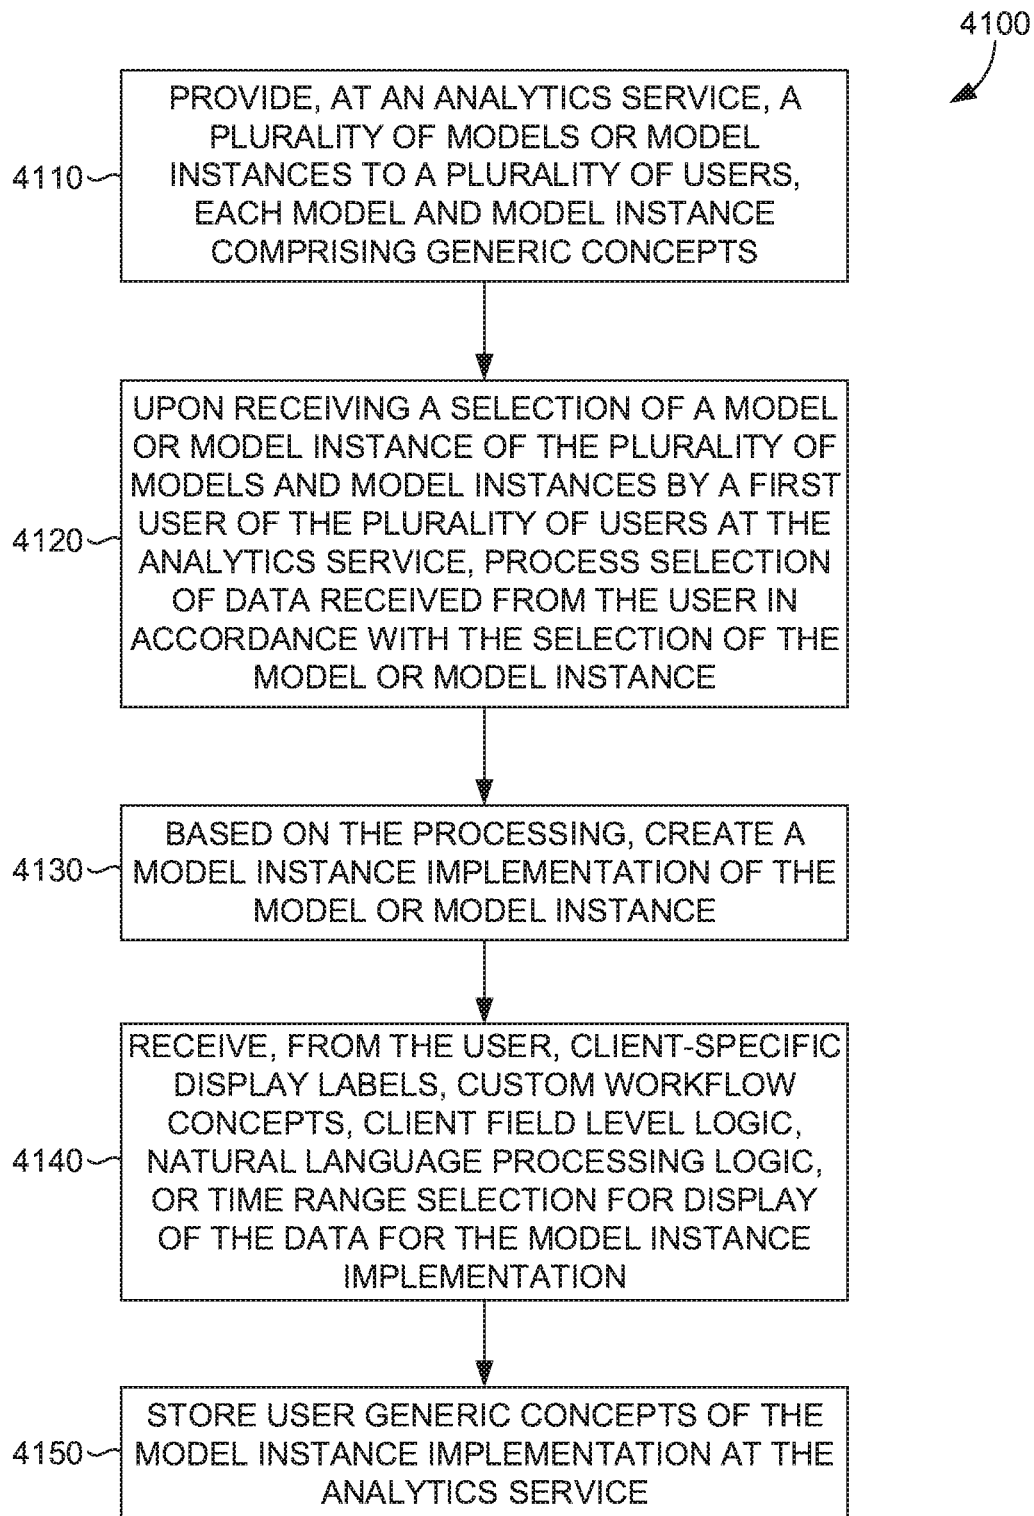 4100
PROVIDE, AT AN ANALYTICS SERVICE, A
PLURALITY OF MODELS OR MODEL
INSTANCES TO A PLURALITY OF USERS,
EACH MODEL AND MODEL INSTANCE
COMPRISING GENERIC CONCEPTS
4110
UPON RECEIVING A SELECTION OF A MODEL
OR MODEL INSTANCE OF THE PLURALITY OF
MODELS AND MODEL INSTANCES BY A FIRST
USER OF THE PLURALITY OF USERS AT THE
ANALYTICS SERVICE, PROCESS SELECTION
OF DATA RECEIVED FROM THE USER IN
ACCORDANCE WITH THE SELECTION OF THE
MODEL OR MODEL INSTANCE
4120
BASED ON THE PROCESSING, CREATE A
MODEL INSTANCE IMPLEMENTATION OF THE
MODEL OR MODEL INSTANCE
4130
RECEIVE, FROM THE USER, CLIENT-SPECIFIC
DISPLAY LABELS, CUSTOM WORKFLOW
CONCEPTS, CLIENT FIELD LEVEL LOGIC,
NATURAL LANGUAGE PROCESSING LOGIC,
OR TIME RANGE SELECTION FOR DISPLAY
OF THE DATA FOR THE MODEL INSTANCE
IMPLEMENTATION
4140
STORE USER GENERIC CONCEPTS OF THE
MODEL INSTANCE IMPLEMENTATION AT THE
ANALYTICS SERVICE
4150